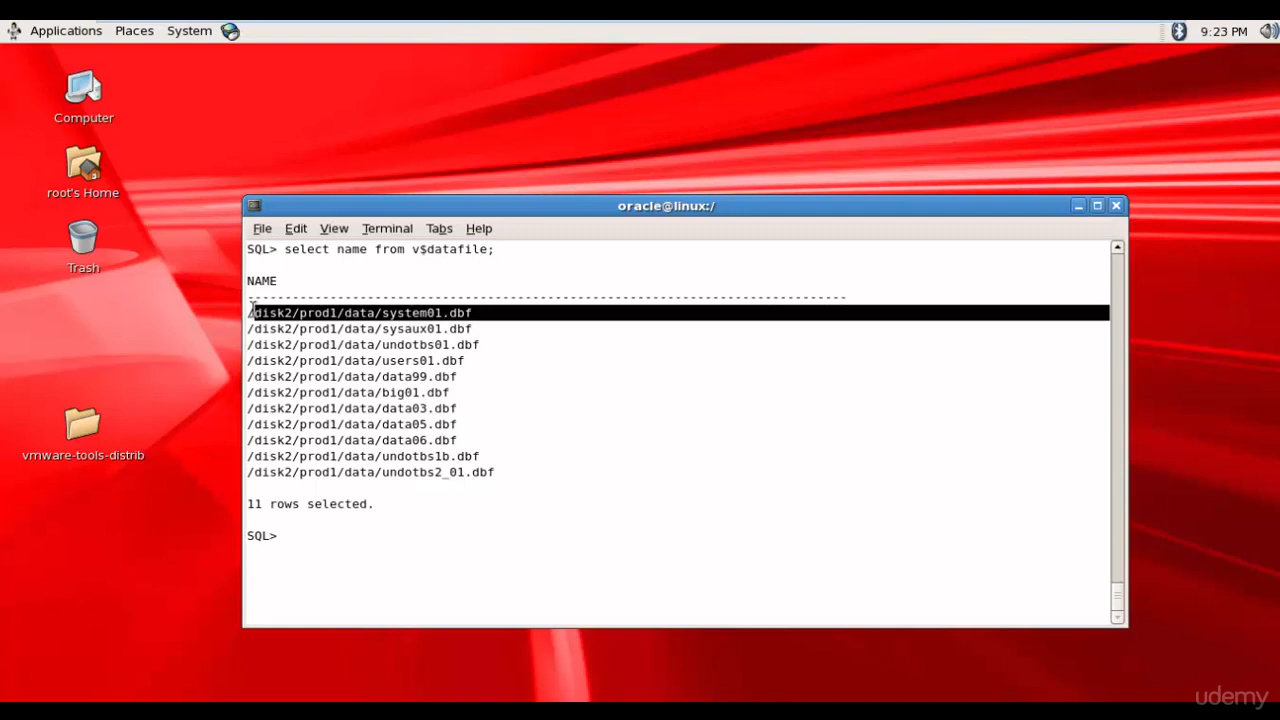 Applications Places System 9:23 PM
Computer
root's Home
Trash
vmware-tools-distrib
oracle@linux:/
File Edit View Terminal Tabs Help
SQL> select name from v$datafile;
NAME
--------------------------------------------------------------------------------
/disk2/prod1/data/system01.dbf
/disk2/prod1/data/sysaux01.dbf
/disk2/prod1/data/undotbs01.dbf
/disk2/prod1/data/users01.dbf
/disk2/prod1/data/data99.dbf
/disk2/prod1/data/big01.dbf
/disk2/prod1/data/data03.dbf
/disk2/prod1/data/data05.dbf
/disk2/prod1/data/data06.dbf
/disk2/prod1/data/undotbs1b.dbf
/disk2/prod1/data/undotbs2_01.dbf
11 rows selected.
SQL>
udemy